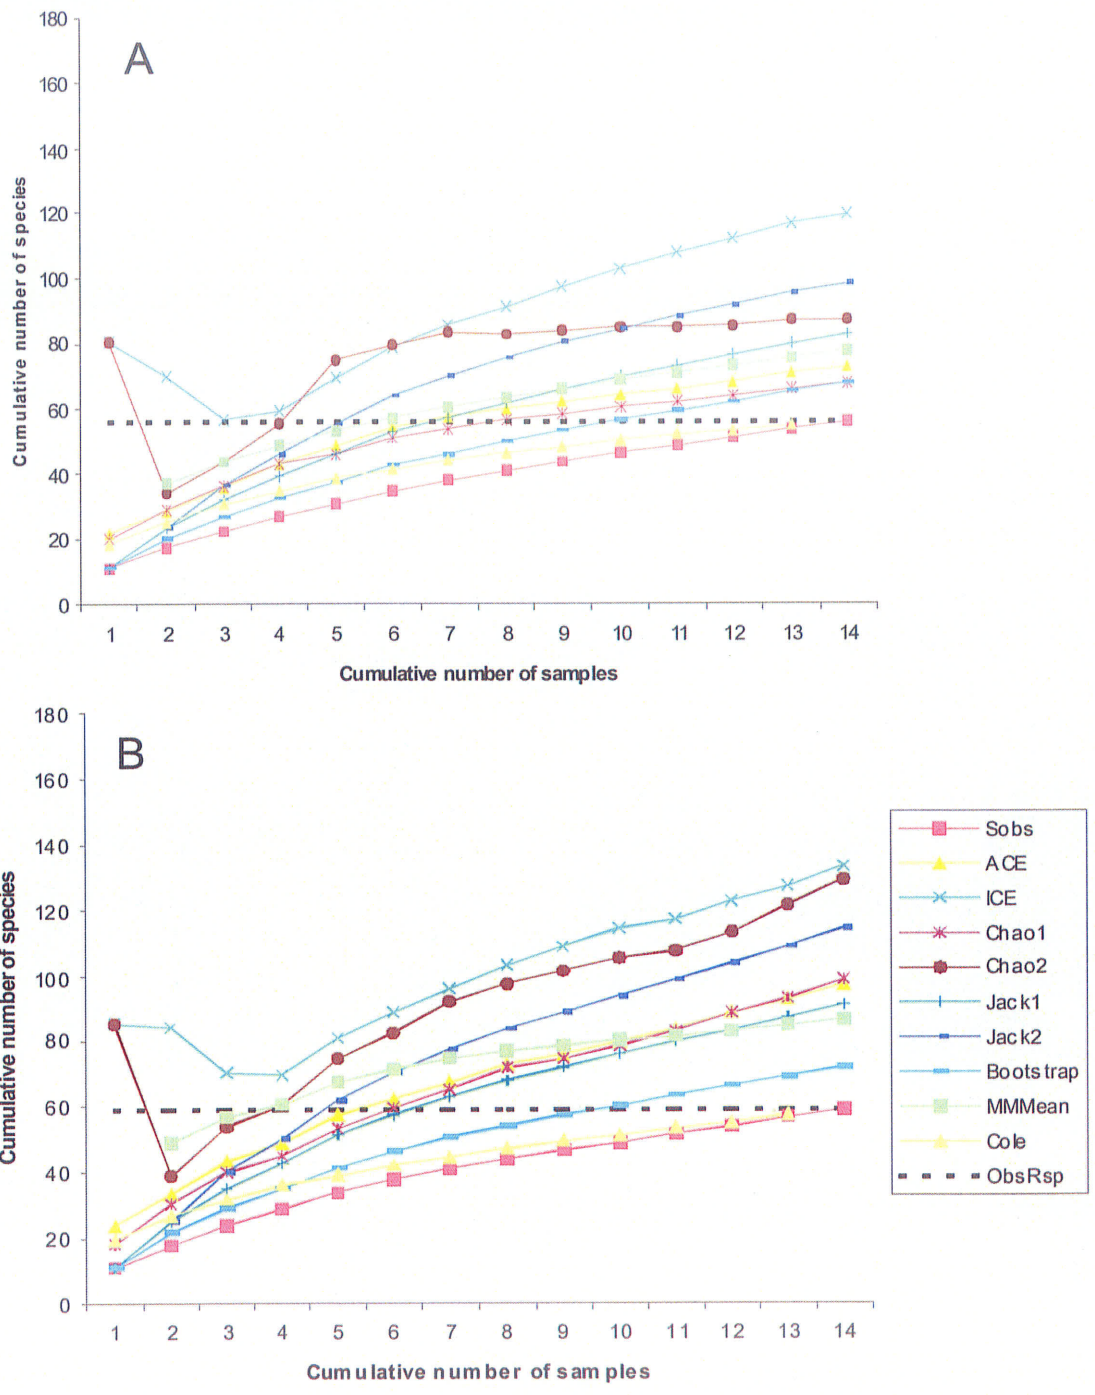 A
180
160
140
120
100
80
60
40
20
0
Cumulative number of species
1 2 3 4 5 6 7 8 9 10 11 12 13 14
Cumulative number of samples
B
180
160
140
120
100
80
60
40
20
0
Cumulative number of species
1 2 3 4 5 6 7 8 9 10 11 12 13 14
Cumulative number of samples
Sobs
ACE
ICE
Chao1
Chao2
Jack1
Jack2
Bootstrap
MMMean
Cole
ObsRsp